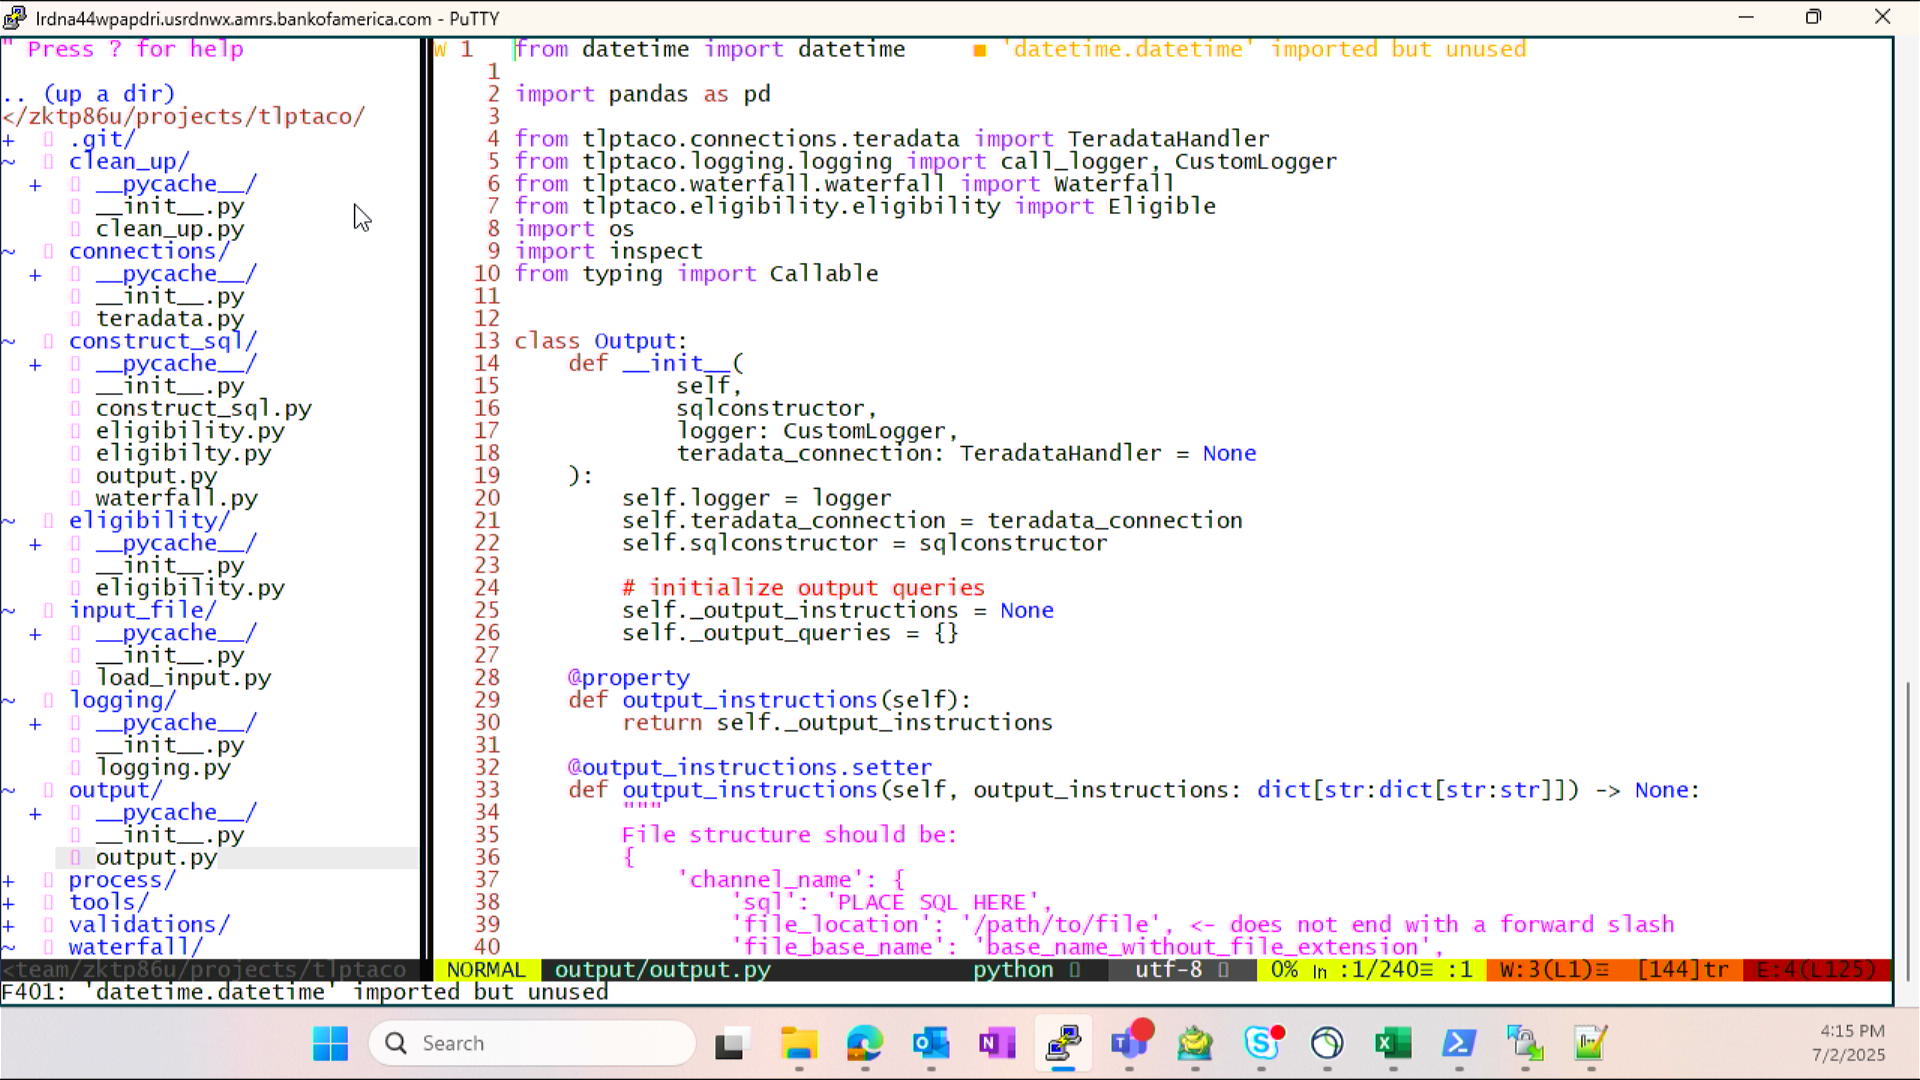 lrdna44wpapdri.usrdnwx.amrs.bankofamerica.com - PuTTY
" Press ? for help
.. (up a dir)
</zktp86u/projects/tlptaco/
+ .git/
~ clean_up/
+ __pycache__/
__init__.py
clean_up.py
~ connections/
+ __pycache__/
__init__.py
teradata.py
~ construct_sql/
+ __pycache__/
__init__.py
construct_sql.py
eligibility.py
eligibilty.py
output.py
waterfall.py
~ eligibility/
+ __pycache__/
__init__.py
eligibility.py
~ input_file/
+ __pycache__/
__init__.py
load_input.py
~ logging/
+ __pycache__/
__init__.py
logging.py
~ output/
+ __pycache__/
__init__.py
output.py
+ process/
+ tools/
+ validations/
~ waterfall/
<team/zktp86u/projects/tlptaco
W 1 from datetime import datetime ■ 'datetime.datetime' imported but unused
1
2 import pandas as pd
3
4 from tlptaco.connections.teradata import TeradataHandler
5 from tlptaco.logging.logging import call_logger, CustomLogger
6 from tlptaco.waterfall.waterfall import Waterfall
7 from tlptaco.eligibility.eligibility import Eligible
8 import os
9 import inspect
10 from typing import Callable
11
12
13 class Output:
14     def __init__(
15             self,
16             sqlconstructor,
17             logger: CustomLogger,
18             teradata_connection: TeradataHandler = None
19     ):
20         self.logger = logger
21         self.teradata_connection = teradata_connection
22         self.sqlconstructor = sqlconstructor
23
24         # initialize output queries
25         self._output_instructions = None
26         self._output_queries = {}
27
28     @property
29     def output_instructions(self):
30         return self._output_instructions
31
32     @output_instructions.setter
33     def output_instructions(self, output_instructions: dict[str:dict[str:str]]) -> None:
34         """
35         File structure should be:
36         {
37             'channel_name': {
38                 'sql': 'PLACE SQL HERE',
39                 'file_location': '/path/to/file', <- does not end with a forward slash
40                 'file_base_name': 'base_name_without_file_extension',
NORMAL output/output.py python utf-8 0% ln :1/240≡ :1 W:3(L1)☲ [144]tr E:4(L125)
F401: 'datetime.datetime' imported but unused
Search
4:15 PM
7/2/2025